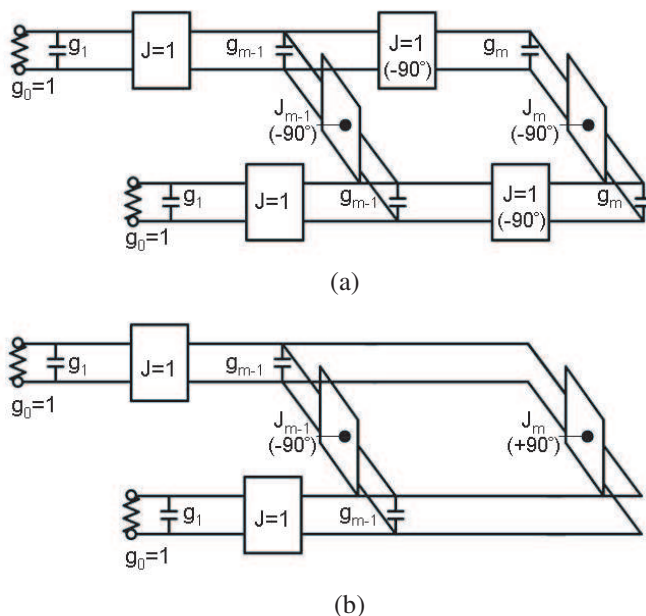 g₁ J=1 gₘ₋₁ J=1 (-90°) gₘ
g₀=1
Jₘ₋₁ (-90°) Jₘ (-90°)
g₁ J=1 gₘ₋₁ J=1 (-90°) gₘ
g₀=1
(a)
g₁ J=1 gₘ₋₁
g₀=1
Jₘ₋₁ (-90°) Jₘ (+90°)
g₁ J=1 gₘ₋₁
g₀=1
(b)